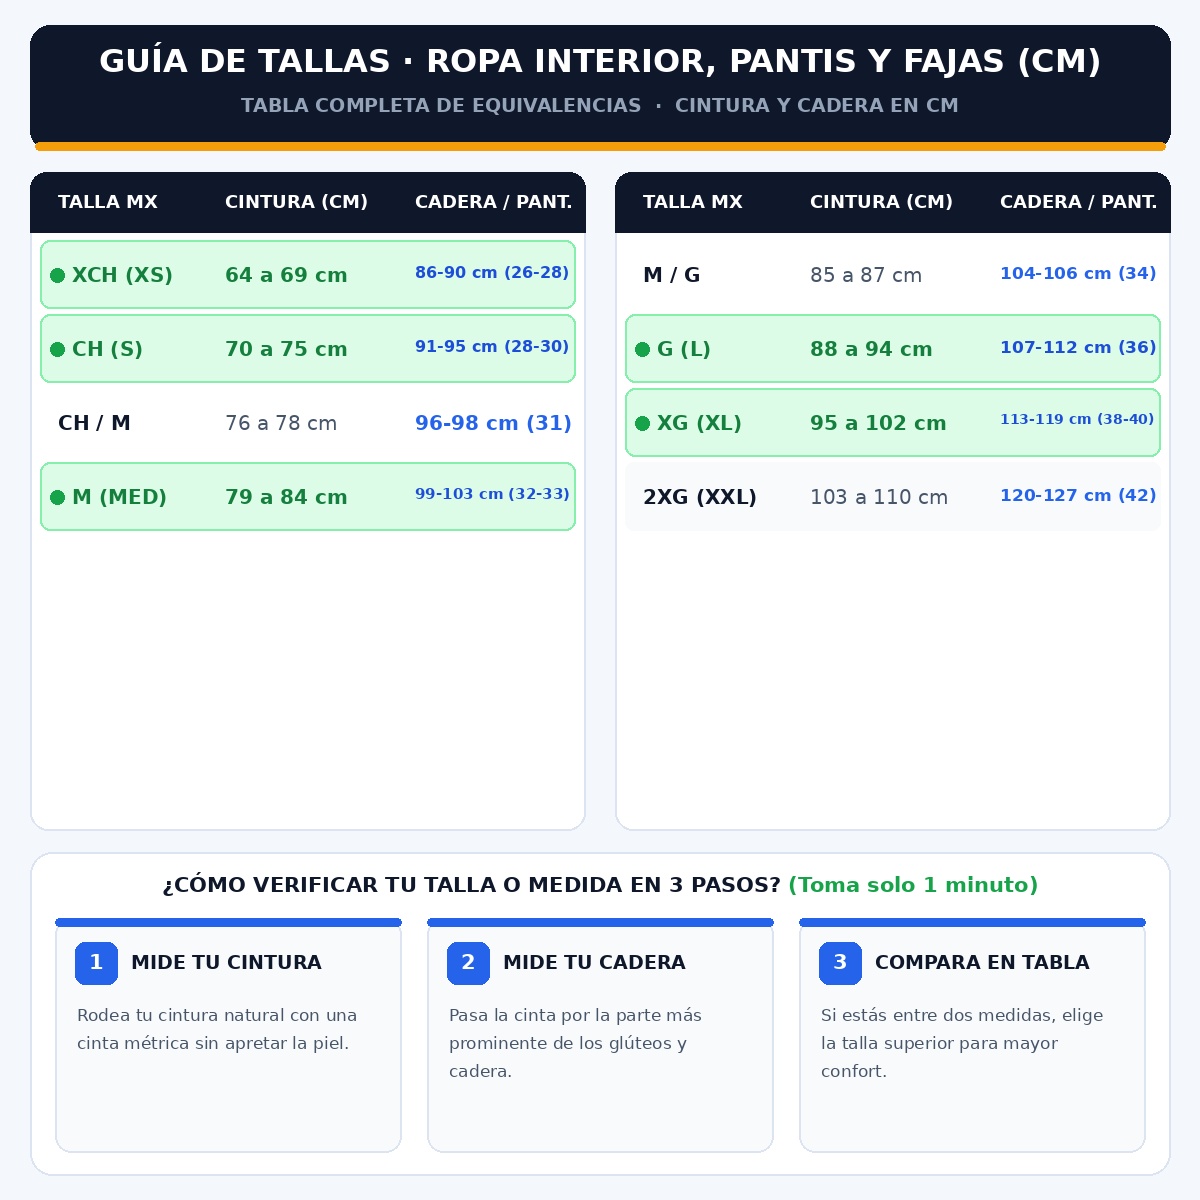 GUÍA DE TALLAS · ROPA INTERIOR, PANTIS Y FAJAS (CM)
TABLA COMPLETA DE EQUIVALENCIAS · CINTURA Y CADERA EN CM
TALLA MX CINTURA (CM) CADERA / PANT.
XCH (XS) 64 a 69 cm 86-90 cm (26-28)
CH (S) 70 a 75 cm 91-95 cm (28-30)
CH / M 76 a 78 cm 96-98 cm (31)
M (MED) 79 a 84 cm 99-103 cm (32-33)
TALLA MX CINTURA (CM) CADERA / PANT.
M / G 85 a 87 cm 104-106 cm (34)
G (L) 88 a 94 cm 107-112 cm (36)
XG (XL) 95 a 102 cm 113-119 cm (38-40)
2XG (XXL) 103 a 110 cm 120-127 cm (42)
¿CÓMO VERIFICAR TU TALLA O MEDIDA EN 3 PASOS? (Toma solo 1 minuto)
1 MIDE TU CINTURA
Rodea tu cintura natural con una
cinta métrica sin apretar la piel.
2 MIDE TU CADERA
Pasa la cinta por la parte más
prominente de los glúteos y
cadera.
3 COMPARA EN TABLA
Si estás entre dos medidas, elige
la talla superior para mayor
confort.